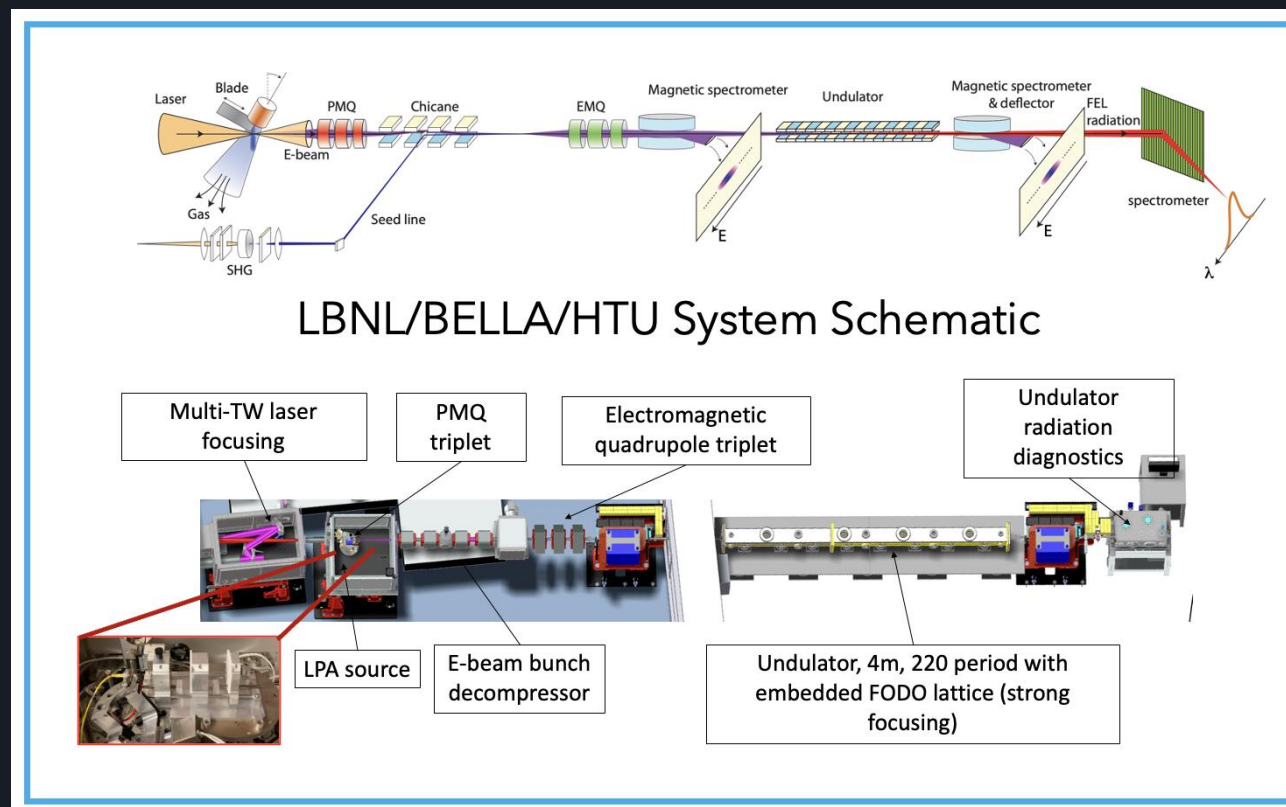 Laser
Blade
PMQ
Chicane
EMQ
Magnetic spectrometer
Undulator
Magnetic spectrometer
& deflector
FEL
radiation
E-beam
Gas
Seed line
SHG
E
E
spectrometer
λ
LBNL/BELLA/HTU System Schematic
Multi-TW laser
focusing
PMQ
triplet
Electromagnetic
quadrupole triplet
Undulator
radiation
diagnostics
LPA source
E-beam bunch
decompressor
Undulator, 4m, 220 period with
embedded FODO lattice (strong
focusing)